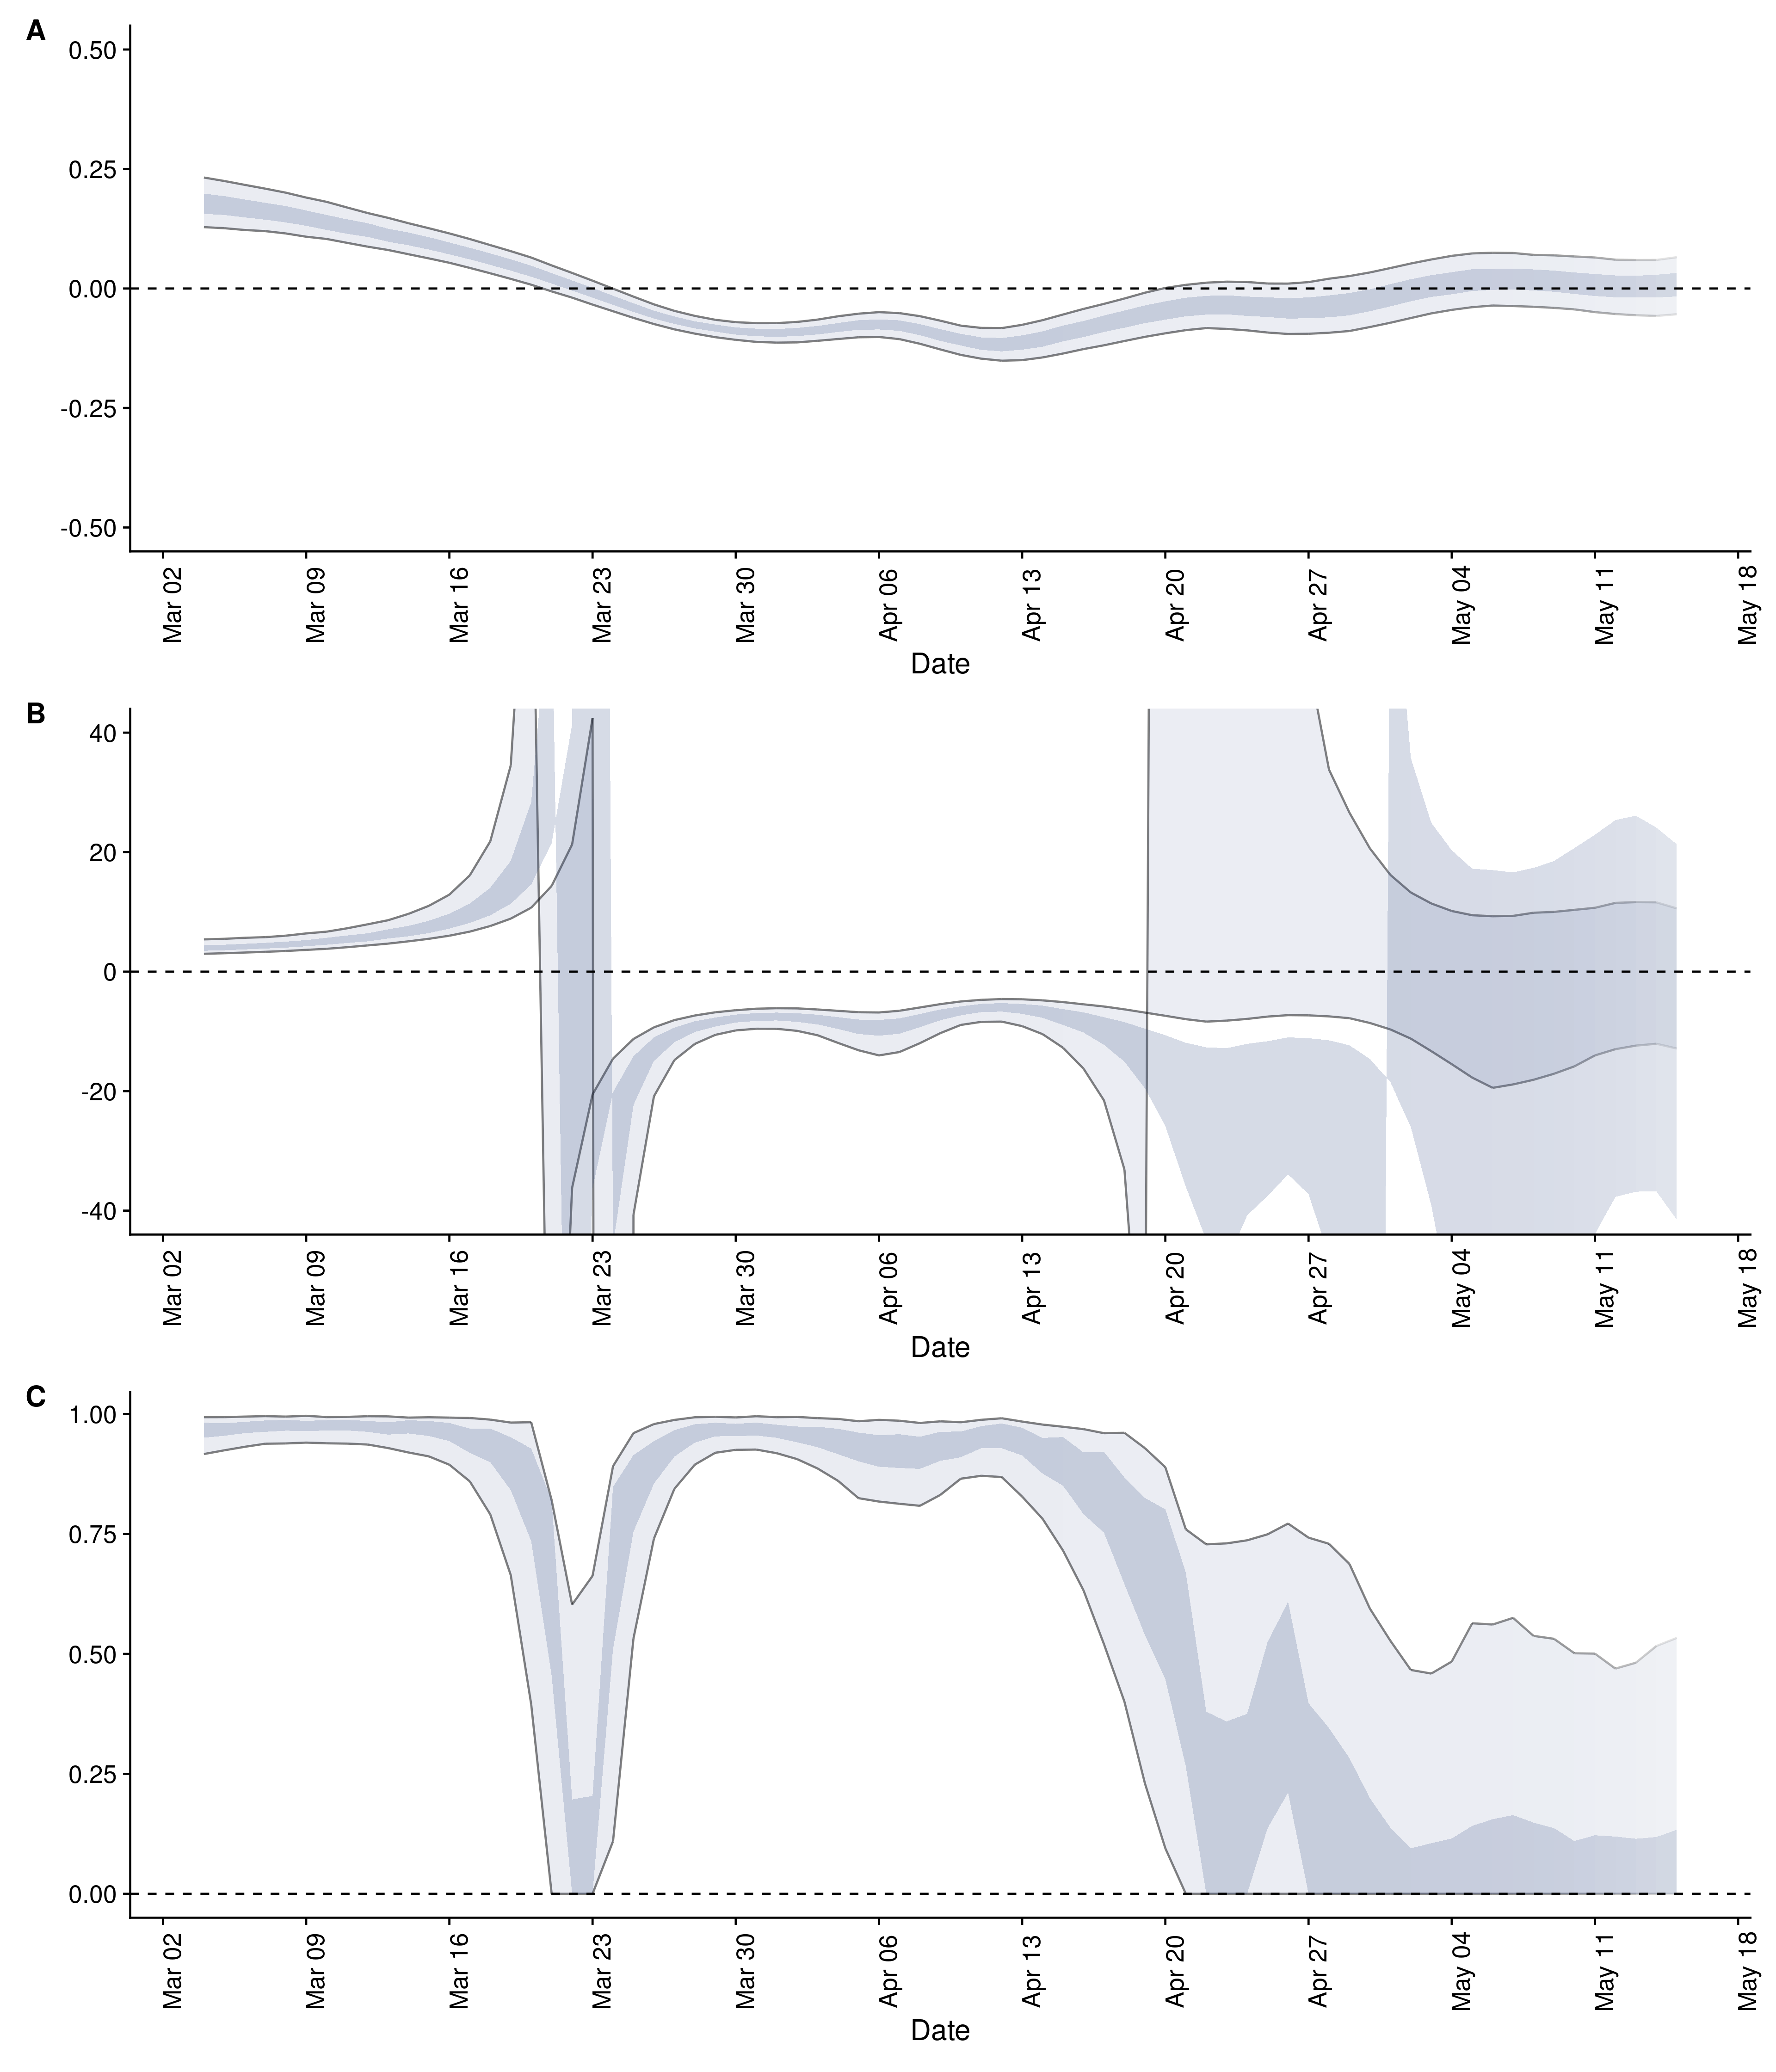 A
0.50
0.25
0.00
-0.25
-0.50
Mar 02
Mar 09
Mar 16
Mar 23
Mar 30
Apr 06
Apr 13
Apr 20
Apr 27
May 04
May 11
May 18
Date
B
40
20
0
-20
-40
Mar 02
Mar 09
Mar 16
Mar 23
Mar 30
Apr 06
Apr 13
Apr 20
Apr 27
May 04
May 11
May 18
Date
C
1.00
0.75
0.50
0.25
0.00
Mar 02
Mar 09
Mar 16
Mar 23
Mar 30
Apr 06
Apr 13
Apr 20
Apr 27
May 04
May 11
May 18
Date